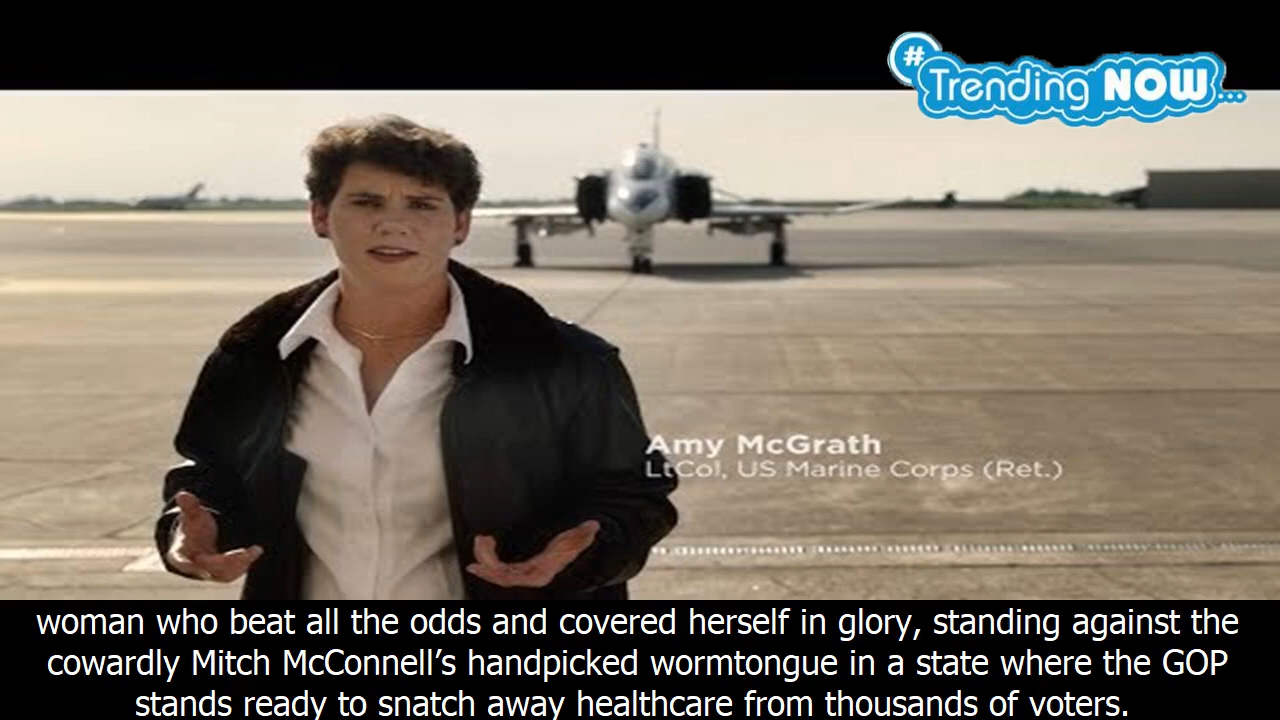 #
Trending NOW...
Amy McGrath
LtCol, US Marine Corps (Ret.)
woman who beat all the odds and covered herself in glory, standing against the
cowardly Mitch McConnell’s handpicked wormtongue in a state where the GOP
stands ready to snatch away healthcare from thousands of voters.